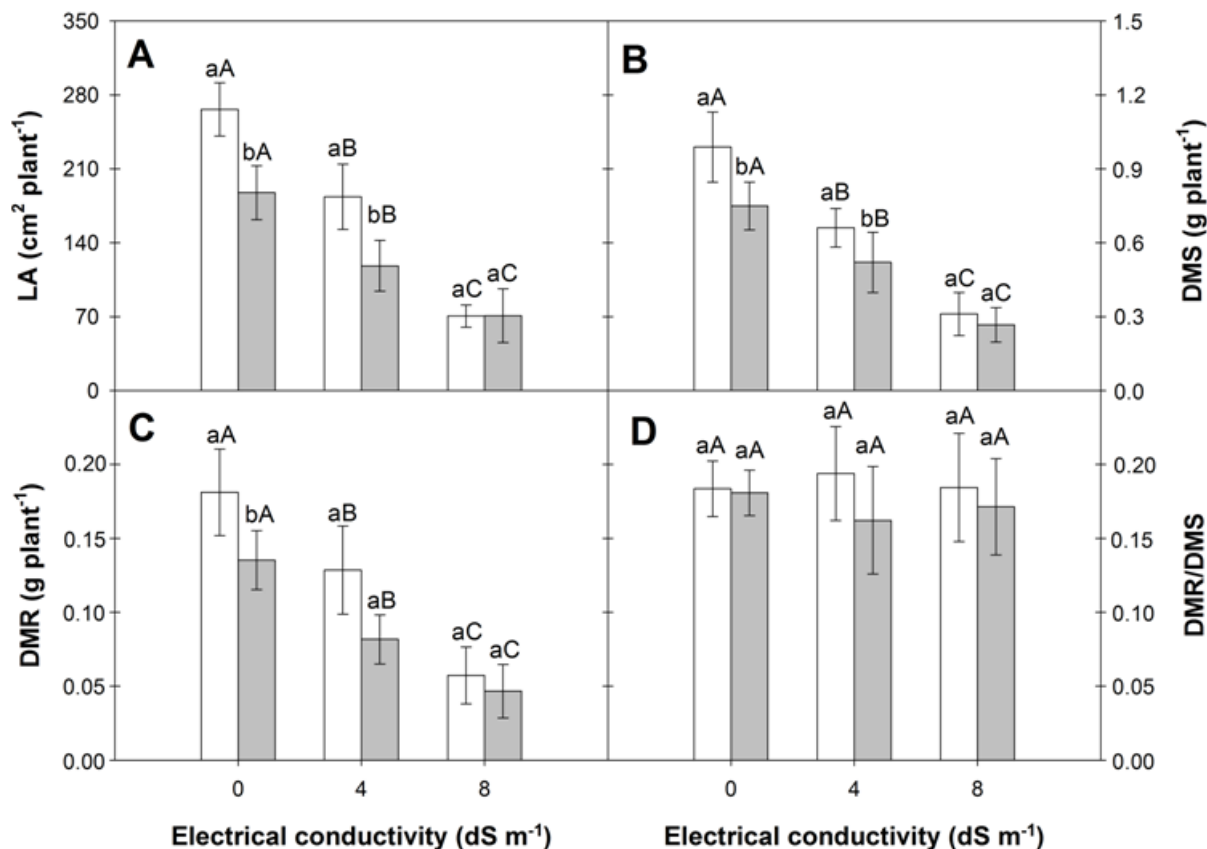 A
LA (cm² plant⁻¹)
350
280
210
140
70
0
aA
bA
aB
bB
aC
aC
B
DMS (g plant⁻¹)
1.5
1.2
0.9
0.6
0.3
0.0
aA
bA
aB
bB
aC
aC
C
DMR (g plant⁻¹)
0.20
0.15
0.10
0.05
0.00
aA
bA
aB
aB
aC
aC
0
4
8
Electrical conductivity (dS m⁻¹)
D
DMR/DMS
0.20
0.15
0.10
0.05
0.00
aA
aA
aA
aA
aA
aA
0
4
8
Electrical conductivity (dS m⁻¹)